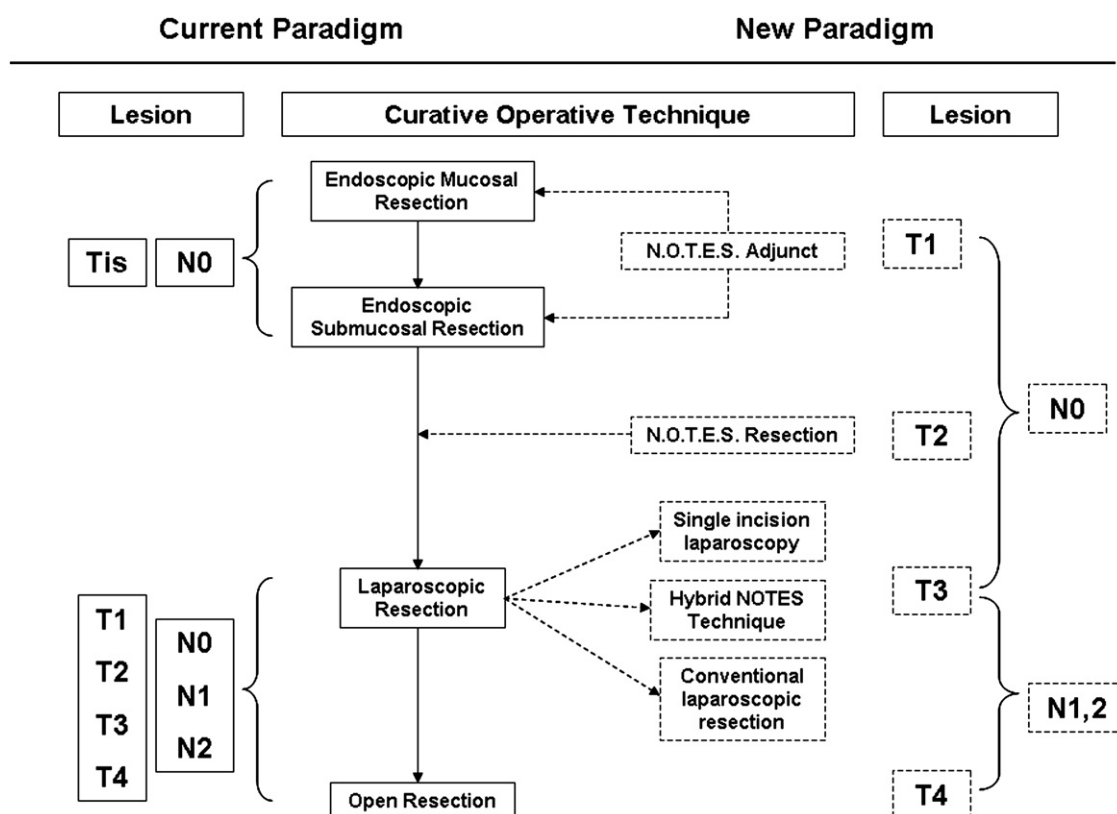 Current Paradigm
New Paradigm
Lesion
Curative Operative Technique
Lesion
Endoscopic Mucosal
Resection
Tis
N0
N.O.T.E.S. Adjunct
T1
Endoscopic
Submucosal Resection
N0
N.O.T.E.S. Resection
T2
Single incision
laparoscopy
Laparoscopic
Resection
Hybrid NOTES
Technique
T3
T1
T2
T3
T4
N0
N1
N2
Conventional
laparoscopic
resection
N1,2
Open Resection
T4